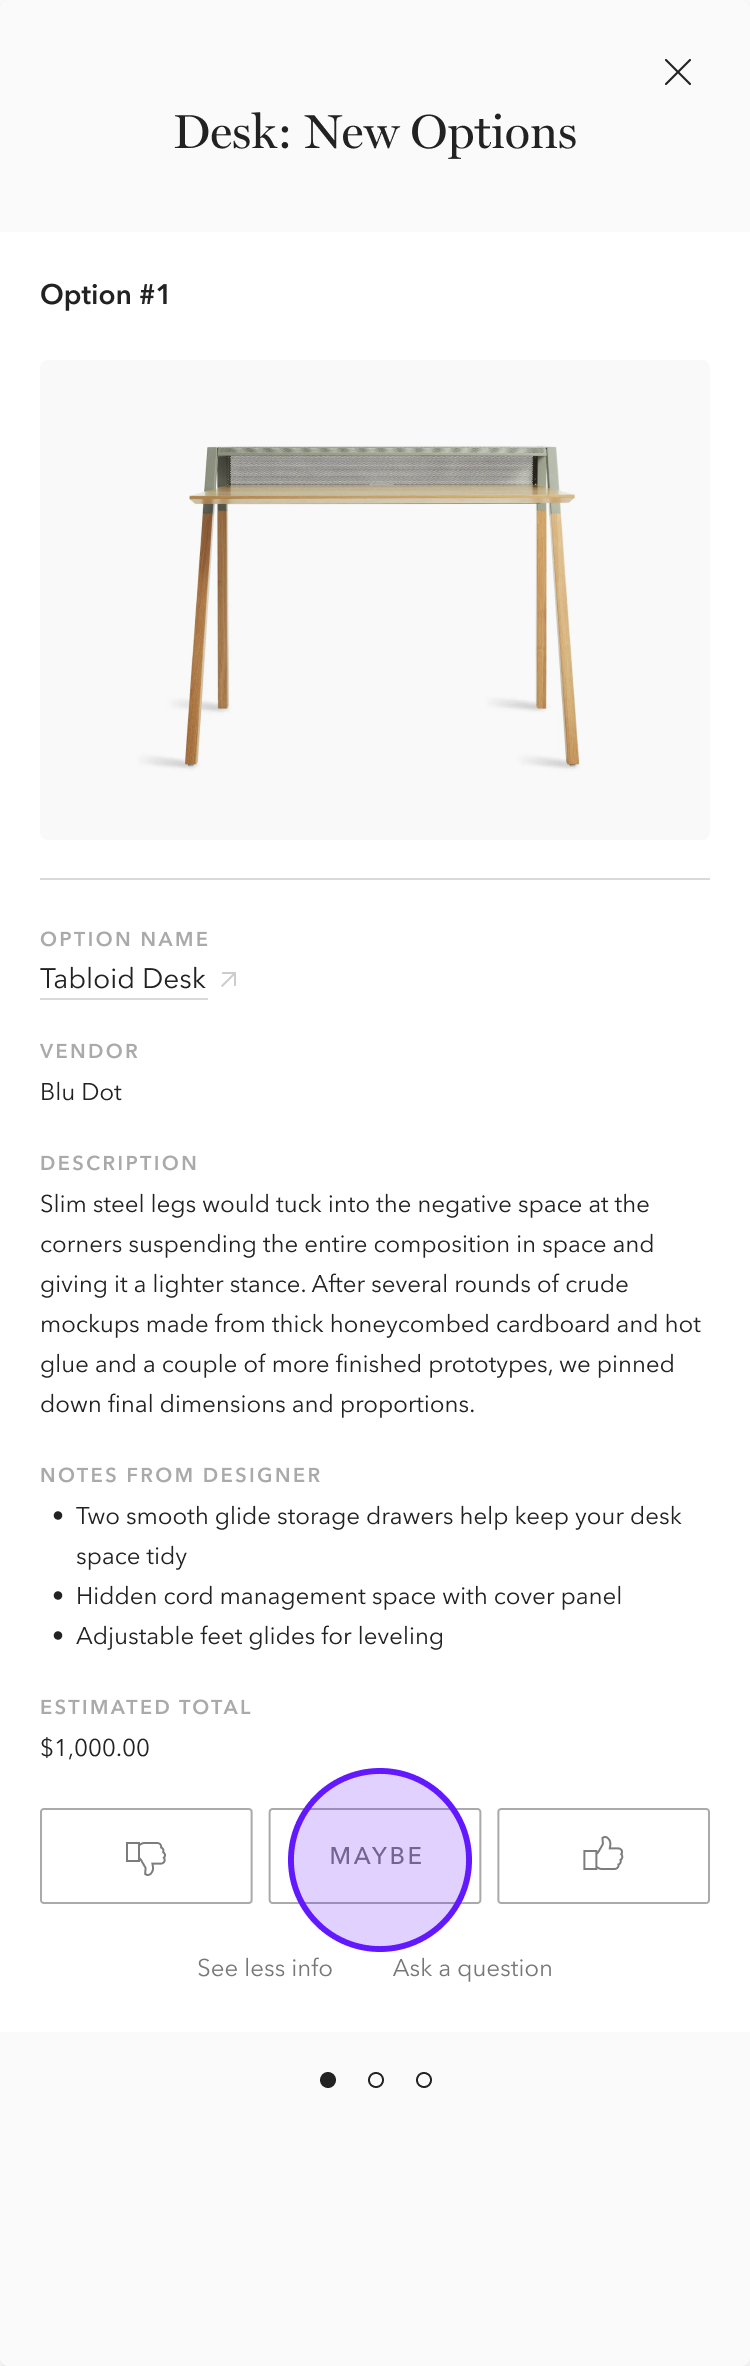 Desk: New Options
Option #1
OPTION NAME
Tabloid Desk
VENDOR
Blu Dot
DESCRIPTION
Slim steel legs would tuck into the negative space at the
corners suspending the entire composition in space and
giving it a lighter stance. After several rounds of crude
mockups made from thick honeycombed cardboard and hot
glue and a couple of more finished prototypes, we pinned
down final dimensions and proportions.
NOTES FROM DESIGNER
• Two smooth glide storage drawers help keep your desk
space tidy
• Hidden cord management space with cover panel
• Adjustable feet glides for leveling
ESTIMATED TOTAL
$1,000.00
MAYBE
See less info Ask a question